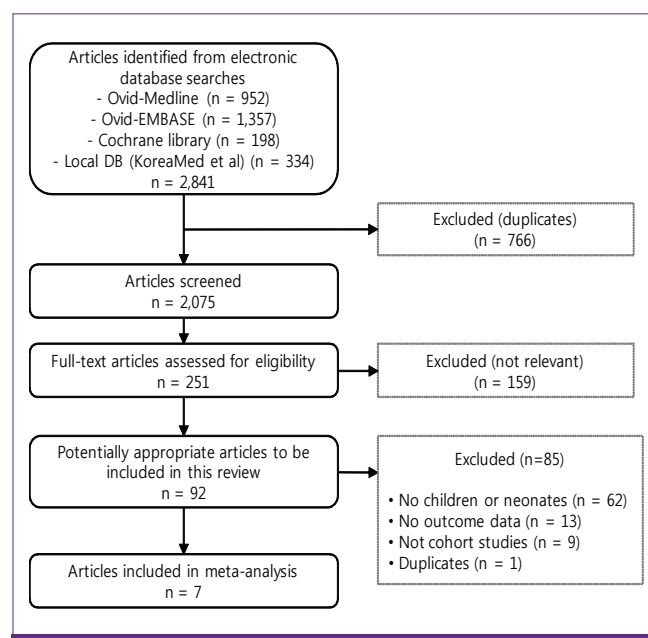 Articles identified from electronic
database searches
- Ovid-Medline (n = 952)
- Ovid-EMBASE (n = 1,357)
- Cochrane library (n = 198)
- Local DB (KoreaMed et al) (n = 334)
n = 2,841
Excluded (duplicates)
(n = 766)
Articles screened
n = 2,075
Full-text articles assessed for eligibility
n = 251
Excluded (not relevant)
(n = 159)
Potentially appropriate articles to be
included in this review
n = 92
Excluded (n=85)
• No children or neonates (n = 62)
• No outcome data (n = 13)
• Not cohort studies (n = 9)
• Duplicates (n = 1)
Articles included in meta-analysis
n = 7